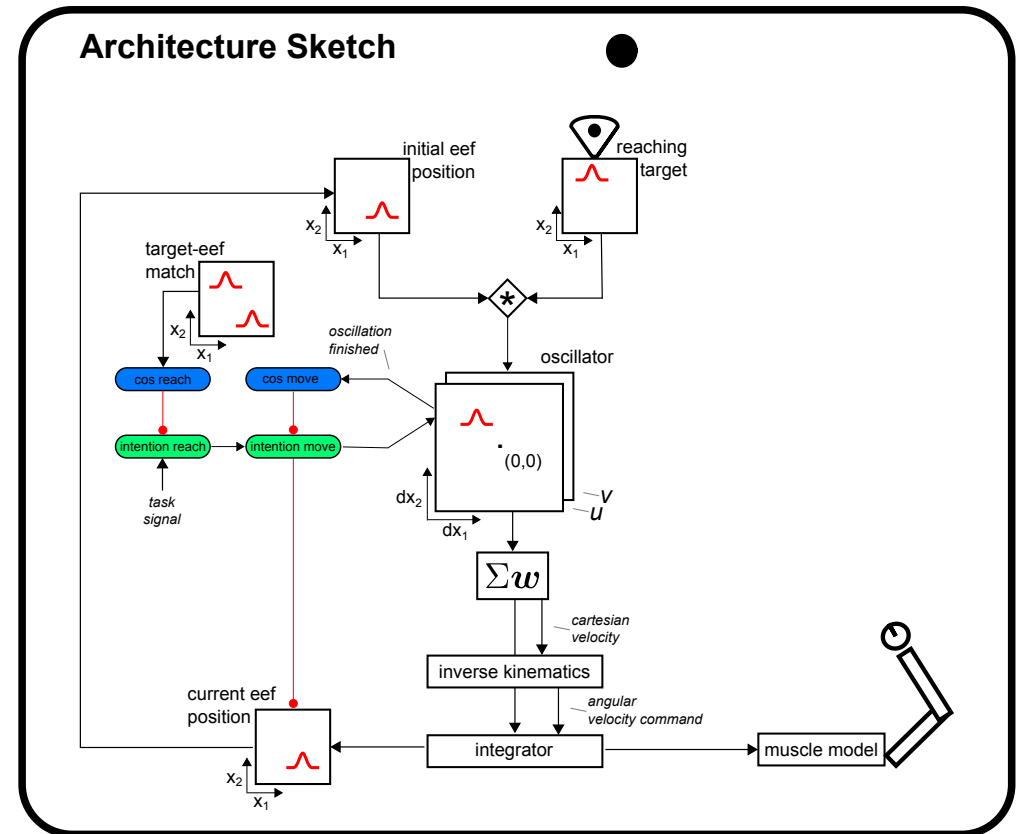 Architecture Sketch
initial eef
position
x₂
x₁
reaching
target
x₂
x₁
target-eef
match
x₂
x₁
*
oscillation
finished
oscillator
cos reach
cos move
intention reach
intention move
task
signal
(0,0)
dx₂
dx₁
v
u
Σw
cartesian
velocity
inverse kinematics
angular
velocity command
current eef
position
x₂
x₁
integrator
muscle model